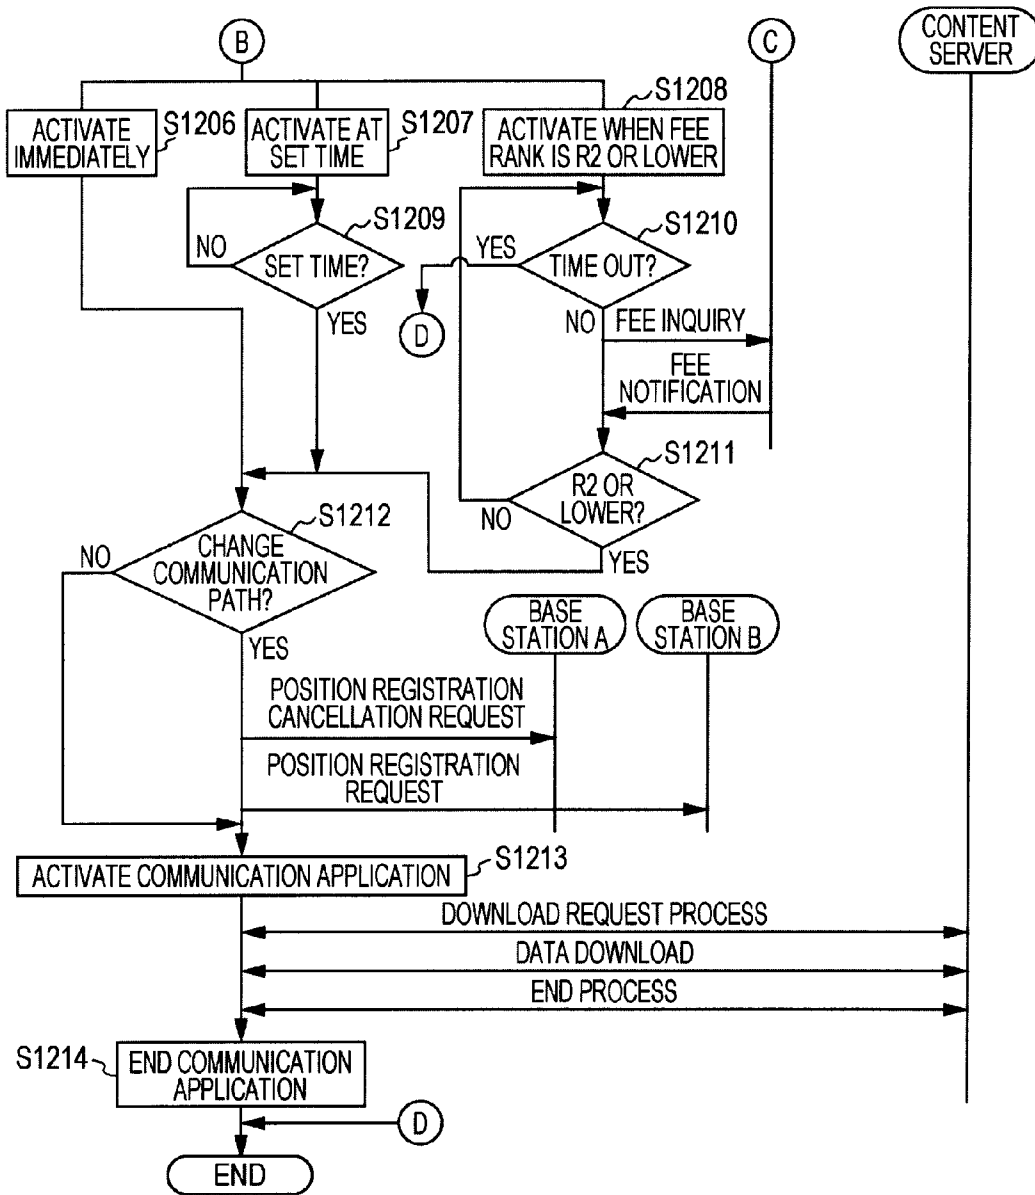 B
C
CONTENT
SERVER
ACTIVATE
IMMEDIATELY
S1206
ACTIVATE AT
SET TIME
S1207
ACTIVATE WHEN FEE
RANK IS R2 OR LOWER
S1208
S1209
SET TIME?
NO
YES
S1210
TIME OUT?
YES
NO
D
FEE INQUIRY
FEE
NOTIFICATION
S1211
R2 OR
LOWER?
NO
YES
S1212
CHANGE
COMMUNICATION
PATH?
NO
YES
BASE
STATION A
BASE
STATION B
POSITION REGISTRATION
CANCELLATION REQUEST
POSITION REGISTRATION
REQUEST
ACTIVATE COMMUNICATION APPLICATION
S1213
DOWNLOAD REQUEST PROCESS
DATA DOWNLOAD
END PROCESS
S1214
END COMMUNICATION
APPLICATION
D
END